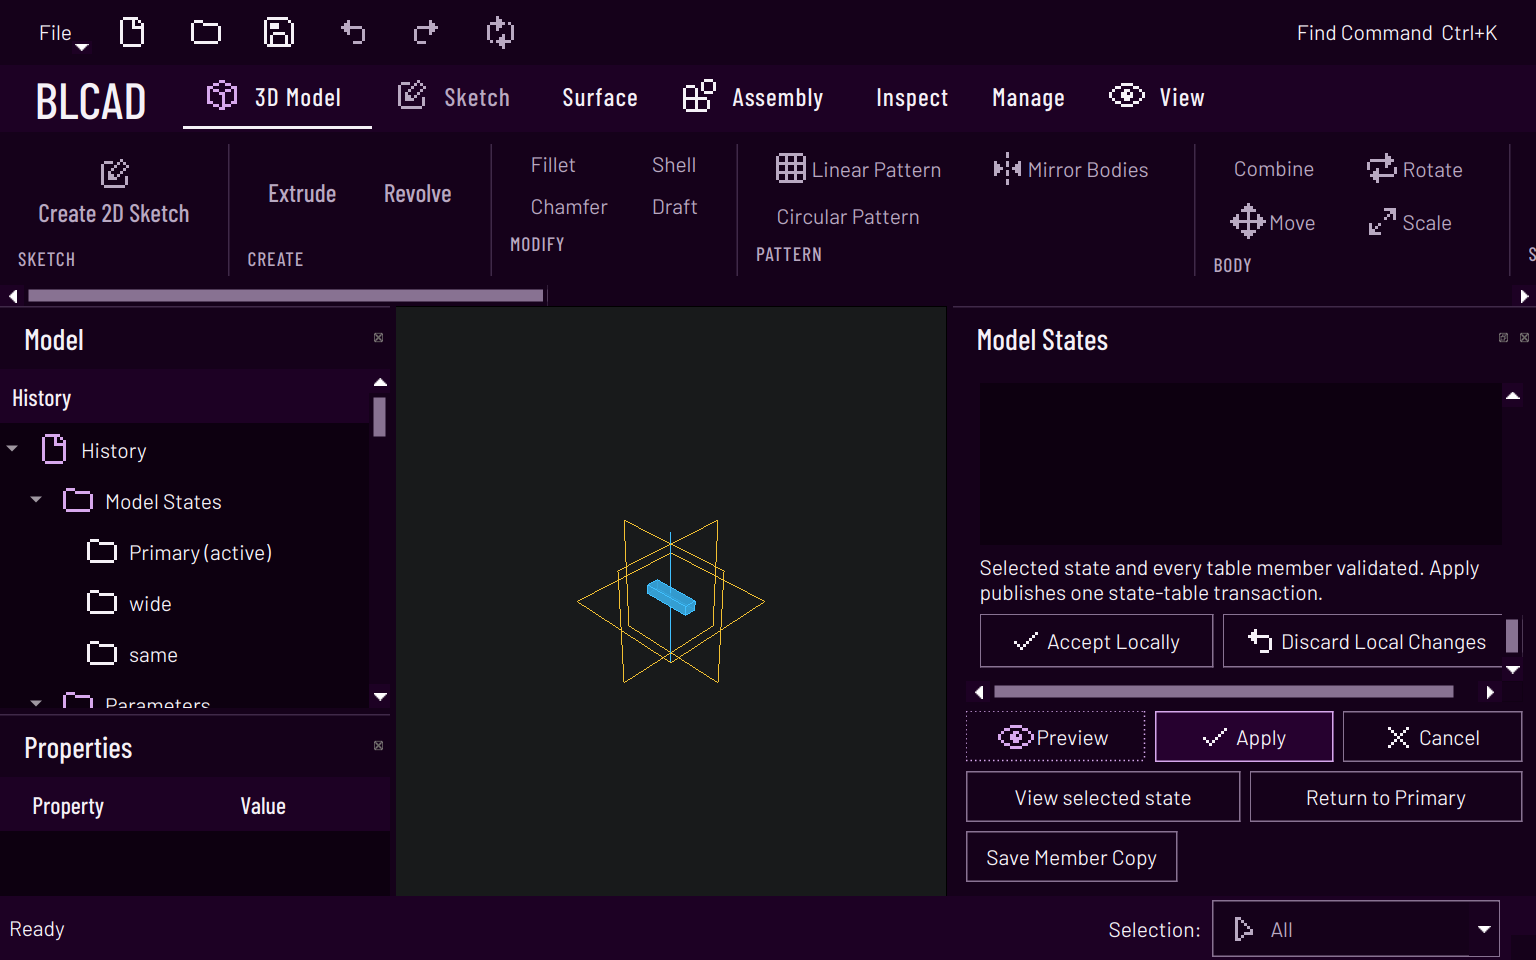 File
Find Command Ctrl+K
BLCAD
3D Model
Sketch
Surface
Assembly
Inspect
Manage
View
Create 2D Sketch
SKETCH
Extrude
Revolve
CREATE
Fillet
Shell
Chamfer
Draft
MODIFY
Linear Pattern
Mirror Bodies
Circular Pattern
PATTERN
Combine
Rotate
Move
Scale
BODY
S
Model
History
History
Model States
Primary (active)
wide
same
Parameters
Properties
Property
Value
Model States
Selected state and every table member validated. Apply
publishes one state-table transaction.
Accept Locally
Discard Local Changes
Preview
Apply
Cancel
View selected state
Return to Primary
Save Member Copy
Ready
Selection:
All